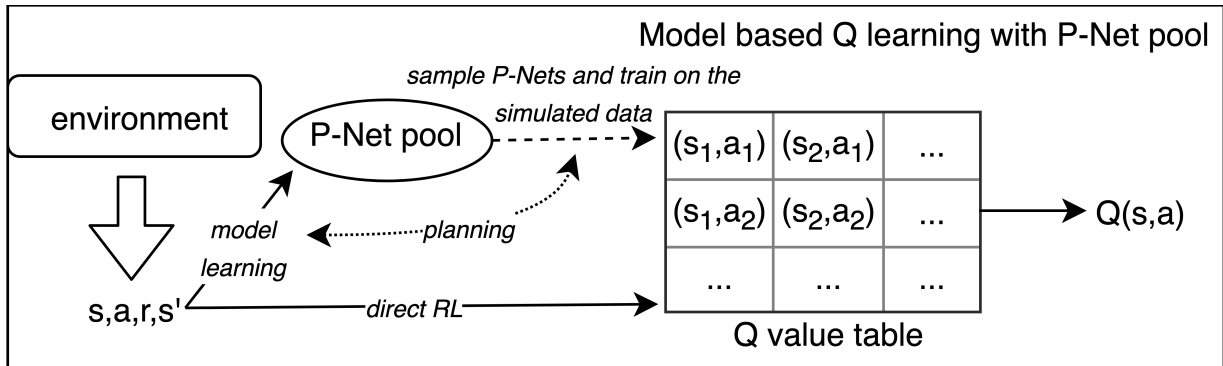 Model based Q learning with P-Net pool
sample P-Nets and train on the
simulated data
environment
P-Net pool
(s₁,a₁) (s₂,a₁) ...
(s₁,a₂) (s₂,a₂) ...
... ... ...
Q(s,a)
model
learning
planning
s,a,r,s'
direct RL
Q value table